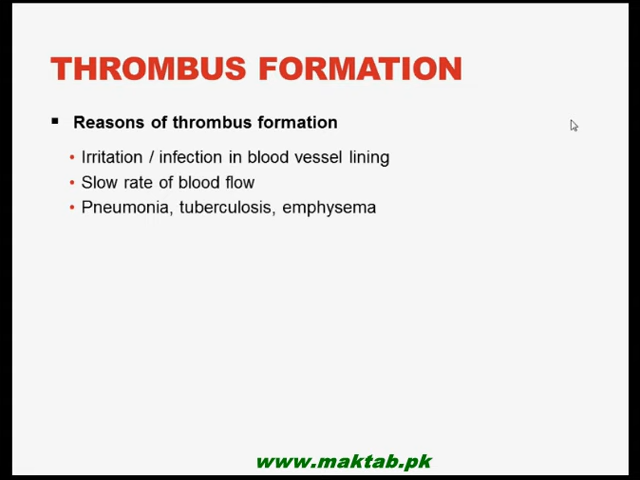 THROMBUS FORMATION
▪ Reasons of thrombus formation
• Irritation / infection in blood vessel lining
• Slow rate of blood flow
• Pneumonia, tuberculosis, emphysema
www.maktab.pk